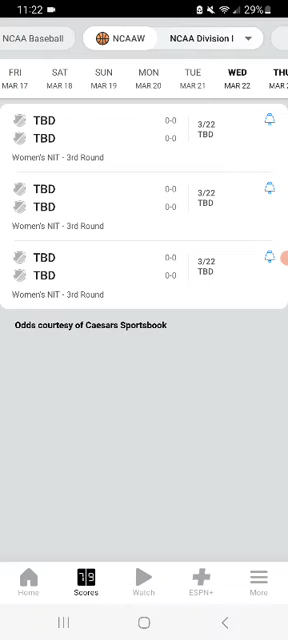 11:22 29%
NCAA Baseball NCAAW NCAA Division I
FRI SAT SUN MON TUE WED THU
MAR 17 MAR 18 MAR 19 MAR 20 MAR 21 MAR 22 MAR
TBD 0-0 3/22
TBD 0-0 TBD
Women's NIT - 3rd Round
TBD 0-0 3/22
TBD 0-0 TBD
Women's NIT - 3rd Round
TBD 0-0 3/22
TBD 0-0 TBD
Women's NIT - 3rd Round
Odds courtesy of Caesars Sportsbook
7 9
Home Scores Watch ESPN+ More